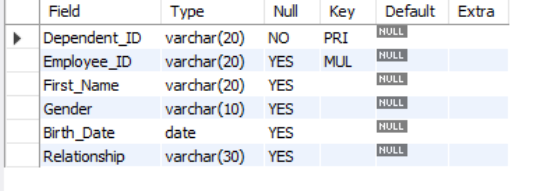 Field Type Null Key Default Extra
Dependent_ID varchar(20) NO PRI NULL
Employee_ID varchar(20) YES MUL NULL
First_Name varchar(20) YES NULL
Gender varchar(10) YES NULL
Birth_Date date YES NULL
Relationship varchar(30) YES NULL